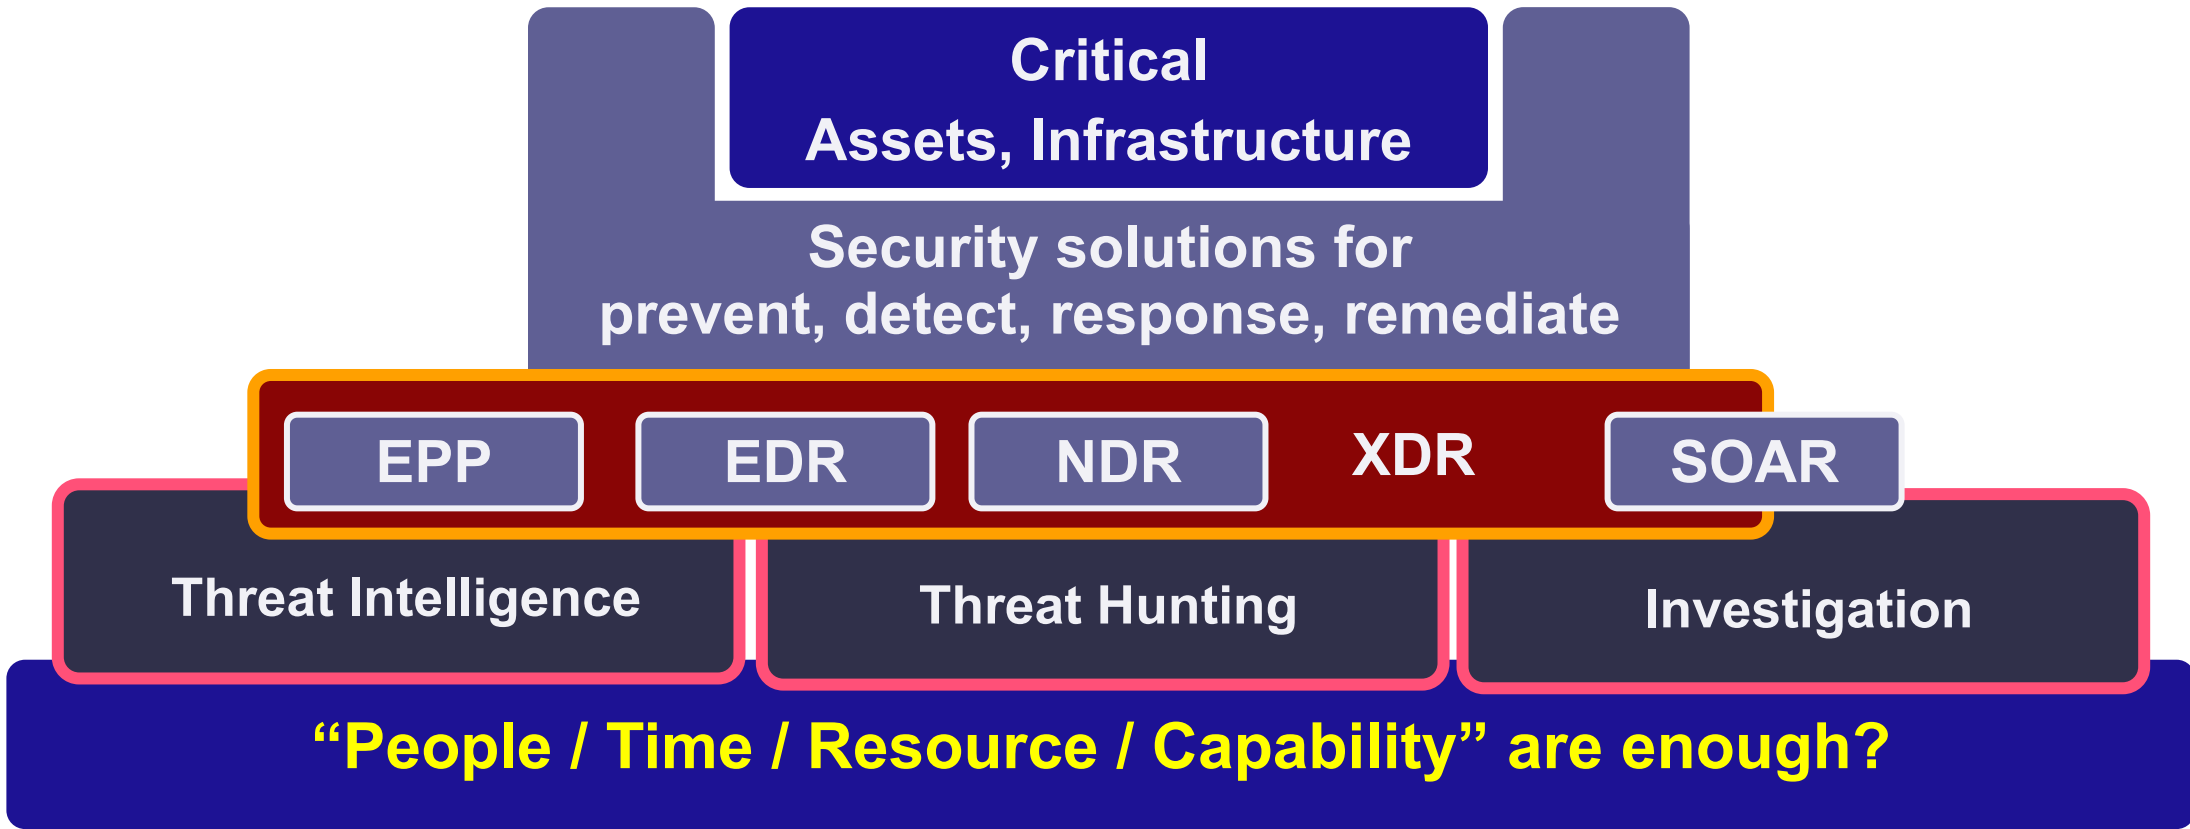 Critical
Assets, Infrastructure
Security solutions for
prevent, detect, response, remediate
EPP
EDR
NDR
XDR
SOAR
Threat Intelligence
Threat Hunting
Investigation
“People / Time / Resource / Capability” are enough?